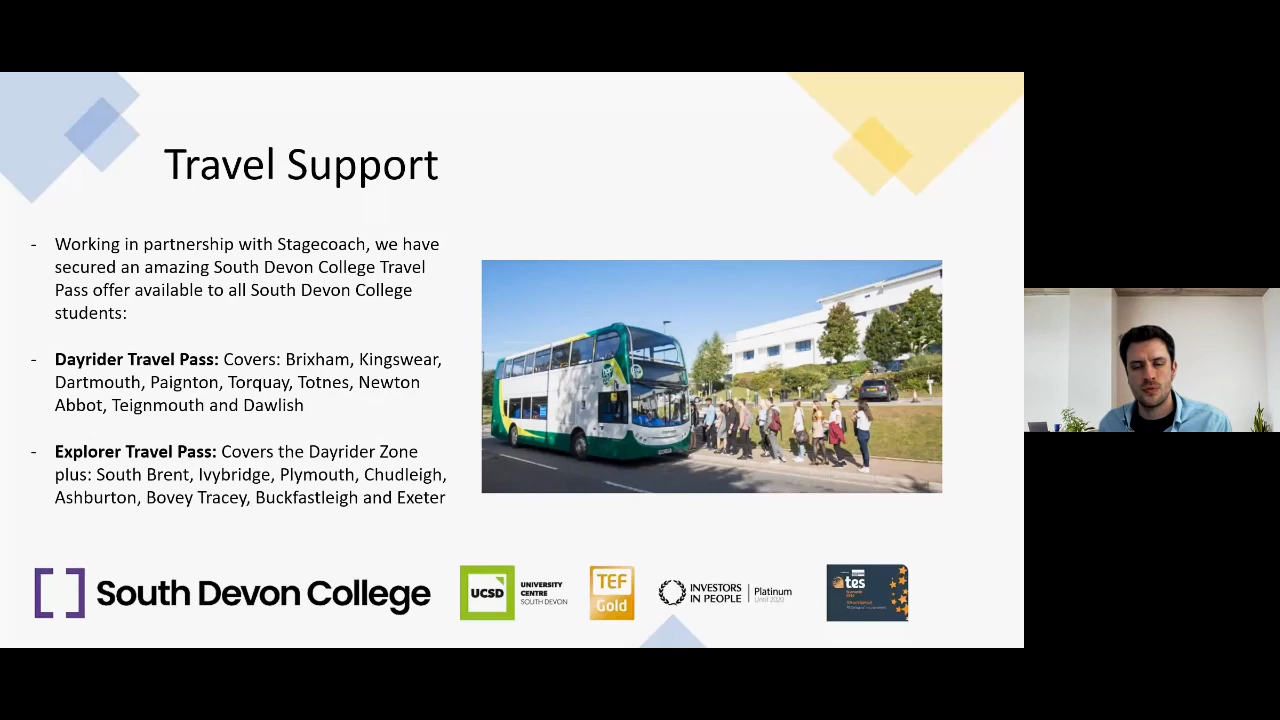 Travel Support
- Working in partnership with Stagecoach, we have
secured an amazing South Devon College Travel
Pass offer available to all South Devon College
students:
- Dayrider Travel Pass: Covers: Brixham, Kingswear,
Dartmouth, Paignton, Torquay, Totnes, Newton
Abbot, Teignmouth and Dawlish
- Explorer Travel Pass: Covers the Dayrider Zone
plus: South Brent, Ivybridge, Plymouth, Chudleigh,
Ashburton, Bovey Tracey, Buckfastleigh and Exeter
South Devon College
UCSD
UNIVERSITY
CENTRE
SOUTH DEVON
TEF
Gold
INVESTORS
IN PEOPLE
Platinum
Until 2020
tes